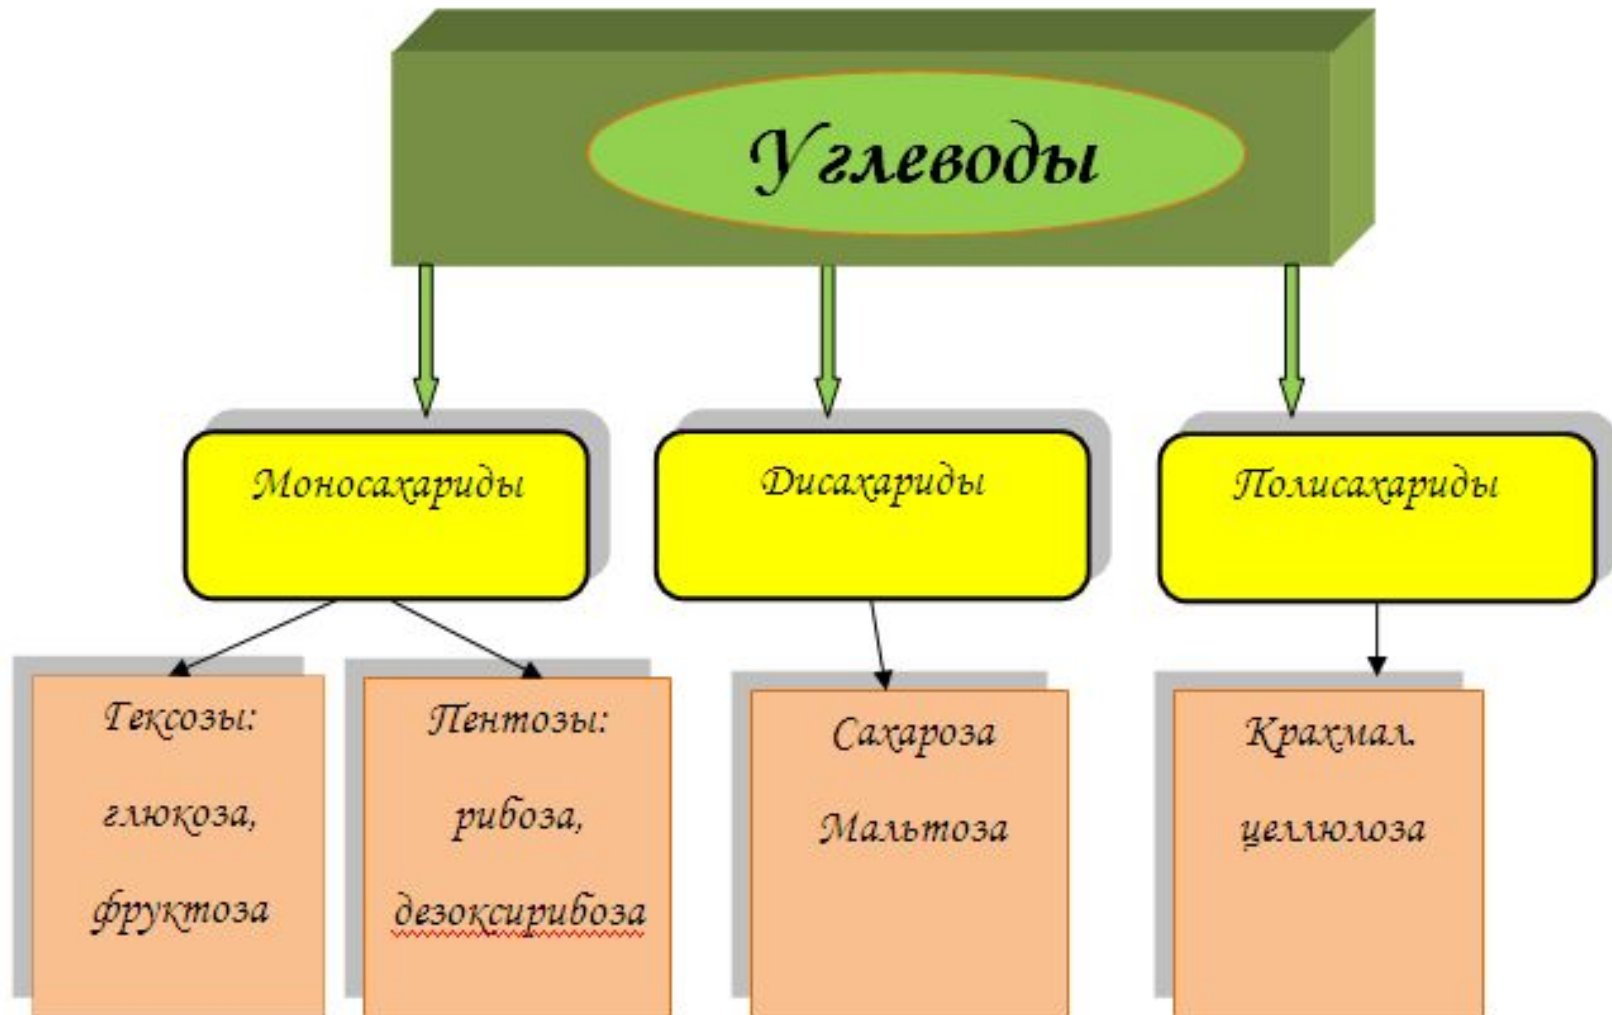 Углеводы
Моносахариды
Дисахариды
Полисахариды
Гексозы:
глюкоза,
фруктоза
Пентозы:
рибоза,
дезоксирибоза
Сахароза
Мальтоза
Крахмал.
целлюлоза